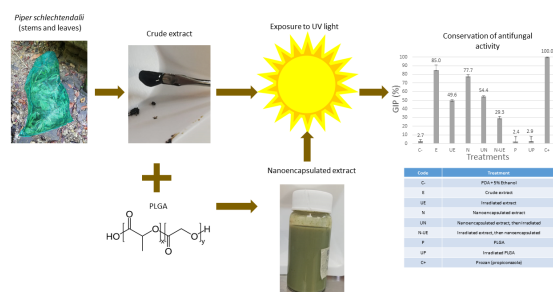 Piper schlechtendalii
(stems and leaves)
Crude extract
Exposure to UV light
Conservation of antifungal
activity
GIP (%)
100
90
80
70
60
50
40
30
20
10
0
2.7
85.0
49.6
77.7
54.4
29.3
2.4
2.9
100.0
C-
E
UE
N
UN
N-UE
P
UP
C+
Treatments
PLGA
Nanoencapsulated extract
HO
O
O
x
O
O
H
y
Code Treatment
C- PDA + 5% Ethanol
E Crude extract
UE Irradiated extract
N Nanoencapsulated extract
UN Nanoencapsulated extract, then irradiated
N-UE Irradiated extract, then nanoencapsulated
P PLGA
UP Irradiated PLGA
C+ Prozan (propiconazole)